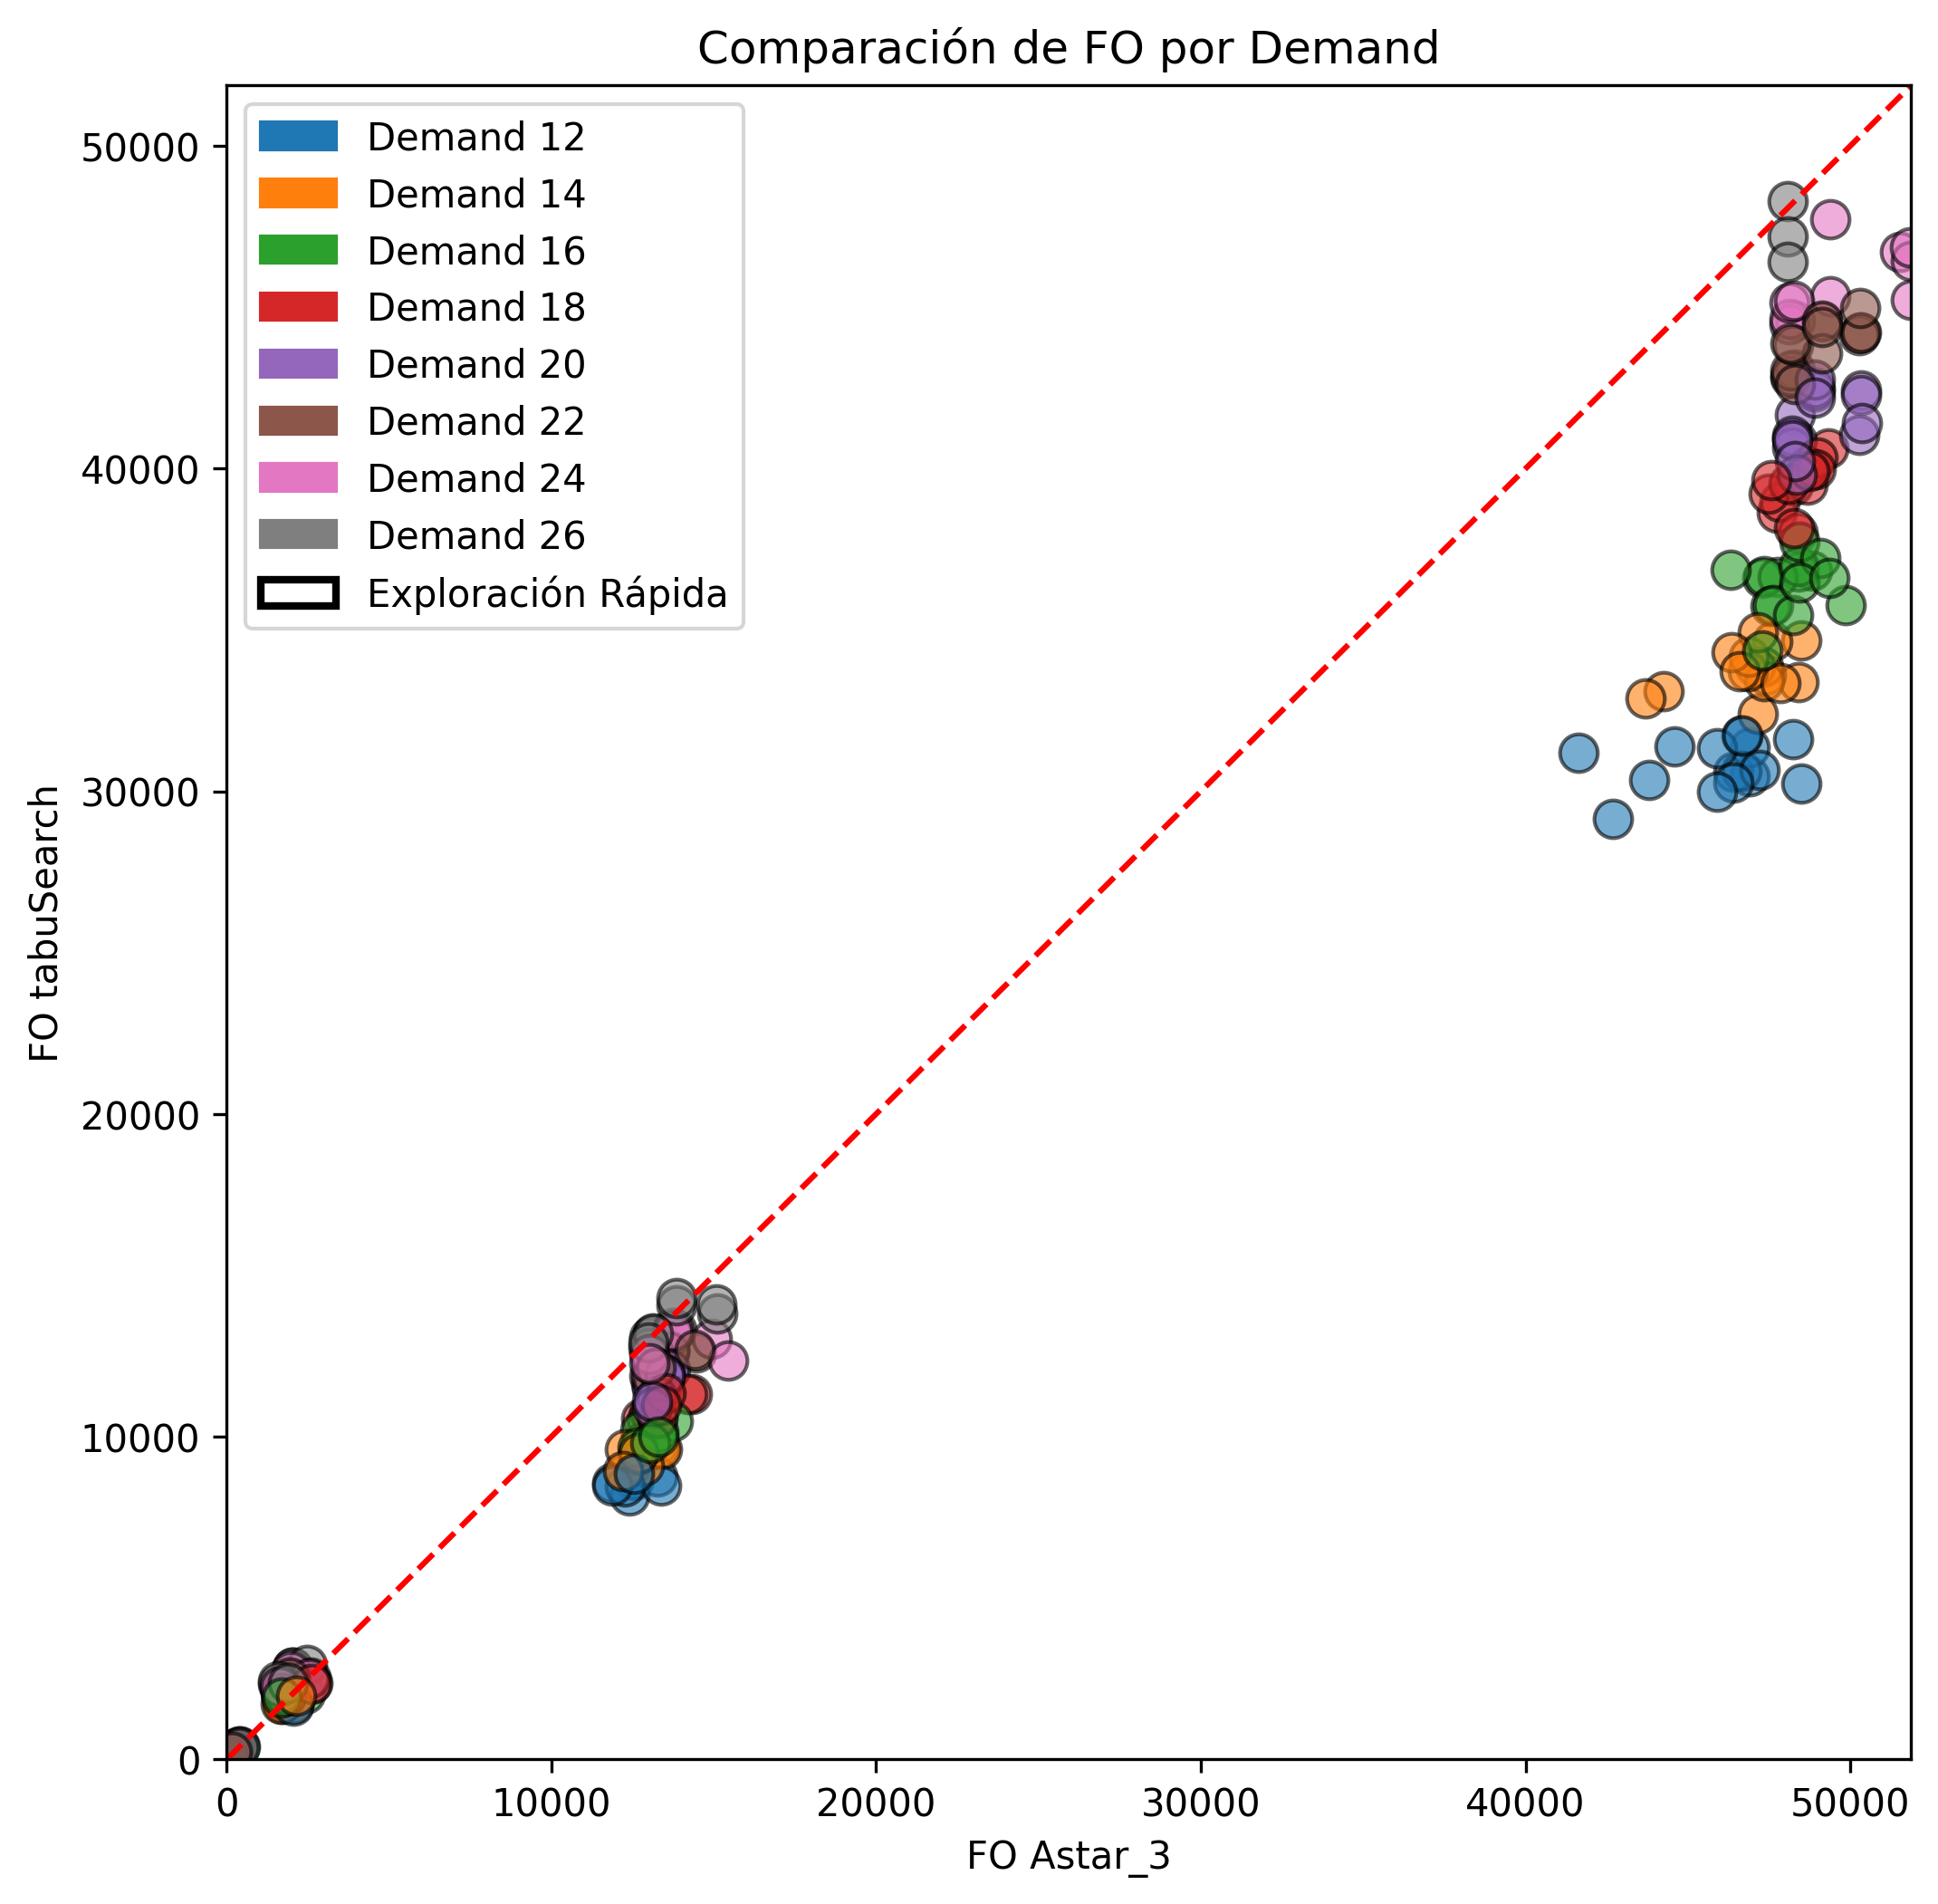 Comparación de FO por Demand
Demand 12
Demand 14
Demand 16
Demand 18
Demand 20
Demand 22
Demand 24
Demand 26
Exploración Rápida
50000
40000
30000
20000
10000
0
FO tabuSearch
0
10000
20000
30000
40000
50000
FO Astar_3